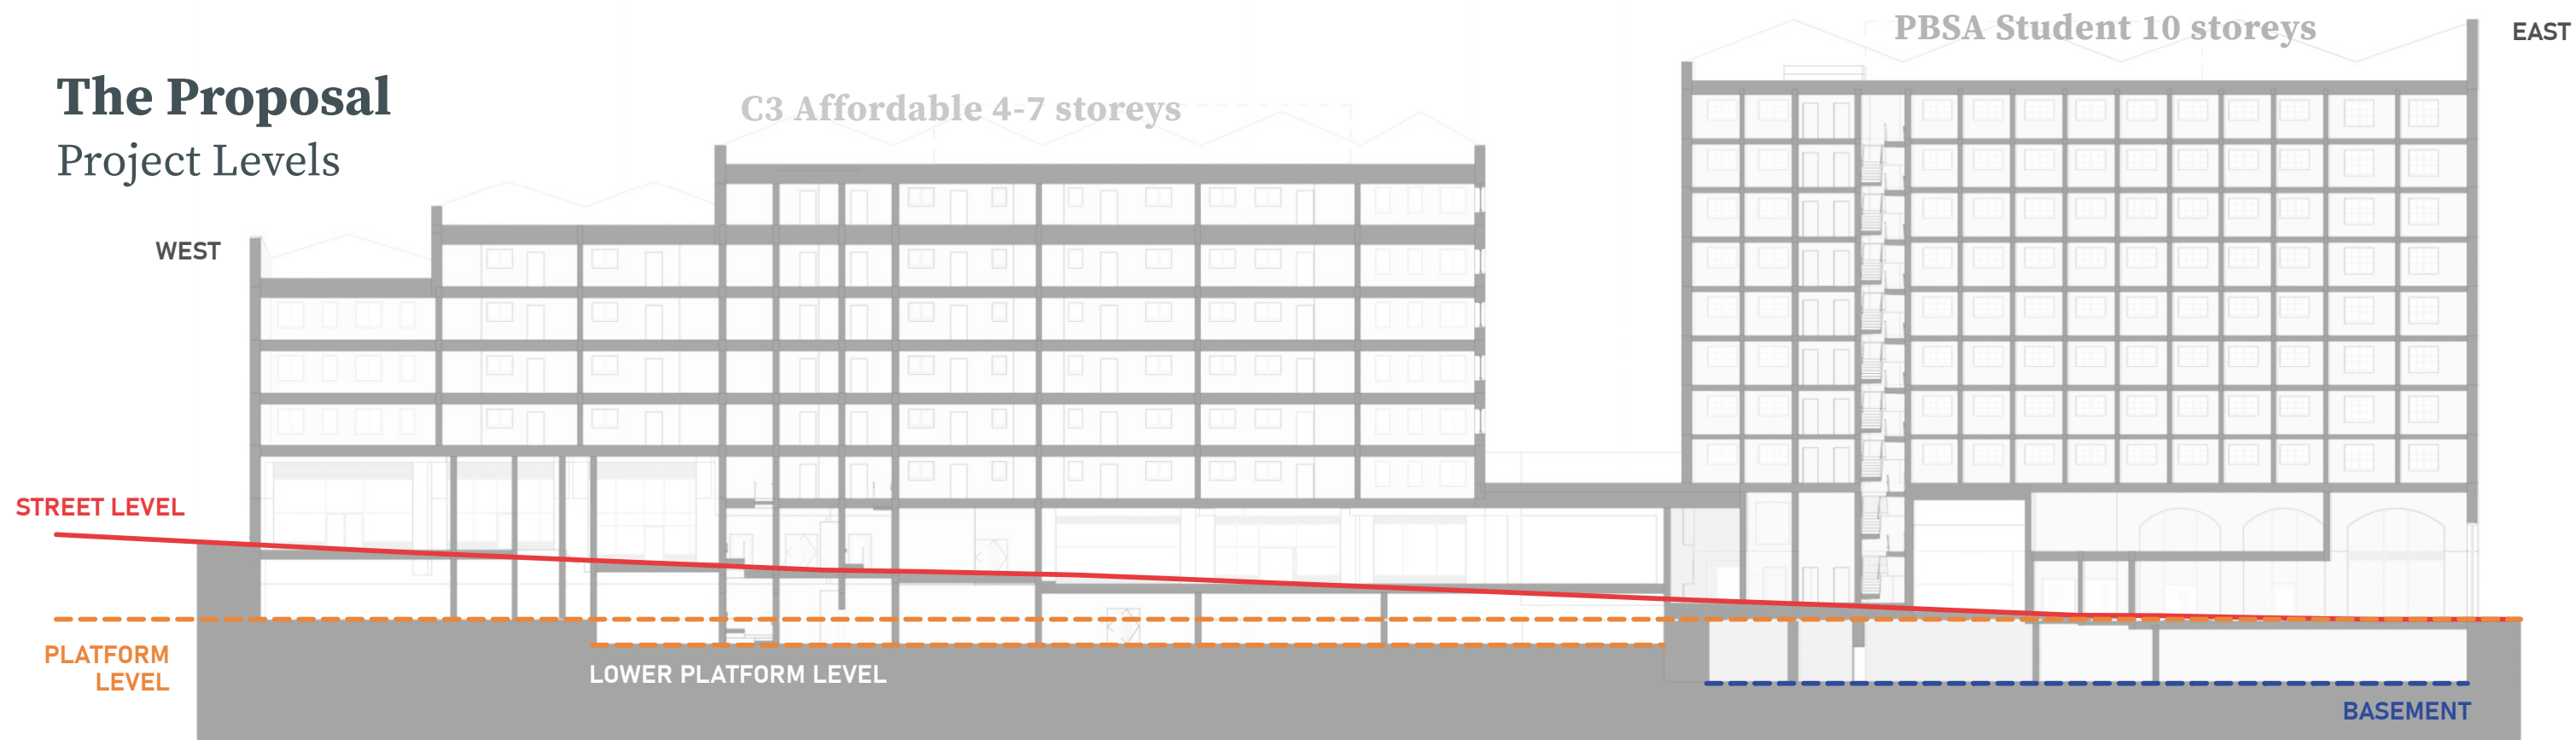 The Proposal
Project Levels
C3 Affordable 4-7 storeys
PBSA Student 10 storeys
EAST
WEST
STREET LEVEL
PLATFORM
LEVEL
LOWER PLATFORM LEVEL
BASEMENT